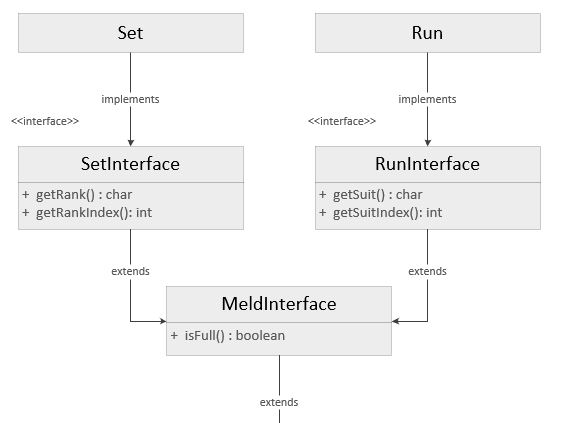 Set
Run
implements
implements
<<interface>>
<<interface>>
SetInterface
RunInterface
+ getRank() : char
+ getRankIndex(): int
+ getSuit() : char
+ getSuitIndex(): int
extends
extends
MeldInterface
+ isFull() : boolean
extends